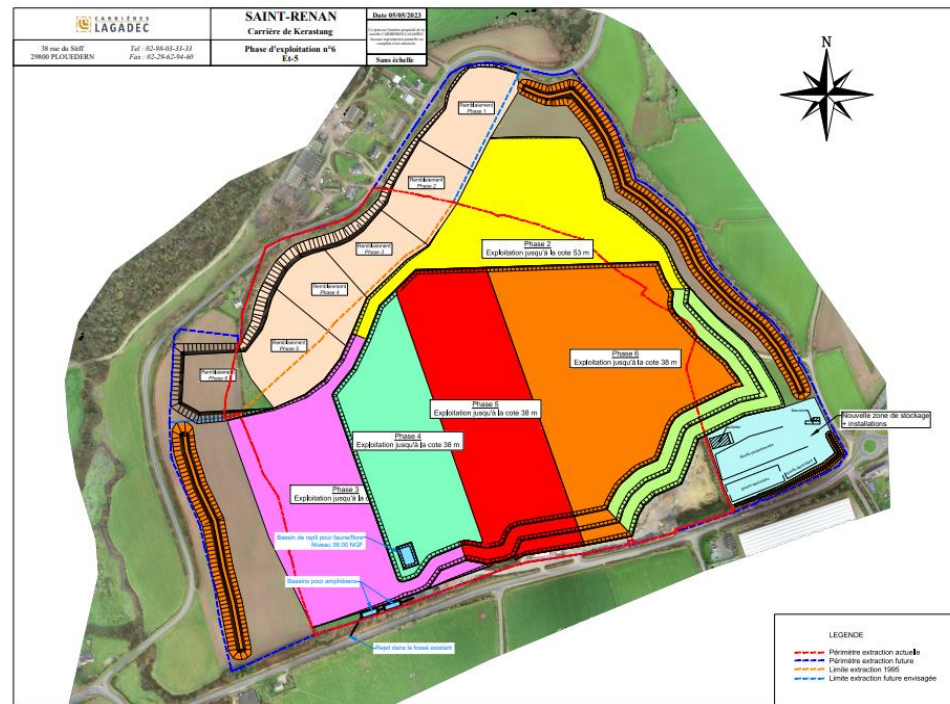 CARRIÈRES
LAGADEC
38 rue du Stiff
29800 PLOUEDERN
Tel : 02-98-03-33-33
Fax : 02-29-62-94-60
SAINT-RENAN
Carrière de Kerastang
Phase d'exploitation n°6
Et-5
Date 05/05/2023
Sans échelle
N
Remblaiement
Phase 1
Remblaiement
Phase 2
Remblaiement
Phase 3
Remblaiement
Phase 4
Remblaiement
Phase 5
Remblaiement
Phase 6
Phase 2
Exploitation jusqu'à la cote 53 m
Phase 6
Exploitation jusqu'à la cote 38 m
Phase 5
Exploitation jusqu'à la cote 38 m
Phase 4
Exploitation jusqu'à la cote 38 m
Phase 3
Exploitation jusqu'à la c
Nouvelle zone de stockage
+ installations
Bassin de repli pour faune/flore
Niveau 38.00 NGF
Bassins pour amphibiens
Rejet dans le fossé existant
LEGENDE
Périmètre extraction actuelle
Périmètre extraction future
Limite extraction 1995
Limite extraction future envisagée